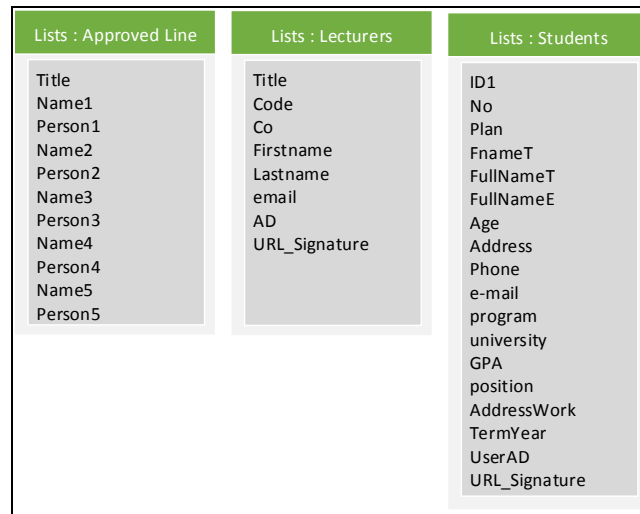 Lists : Approved Line
Title
Name1
Person1
Name2
Person2
Name3
Person3
Name4
Person4
Name5
Person5
Lists : Lecturers
Title
Code
Co
Firstname
Lastname
email
AD
URL_Signature
Lists : Students
ID1
No
Plan
FnameT
FullNameT
FullNameE
Age
Address
Phone
e-mail
program
university
GPA
position
AddressWork
TermYear
UserAD
URL_Signature